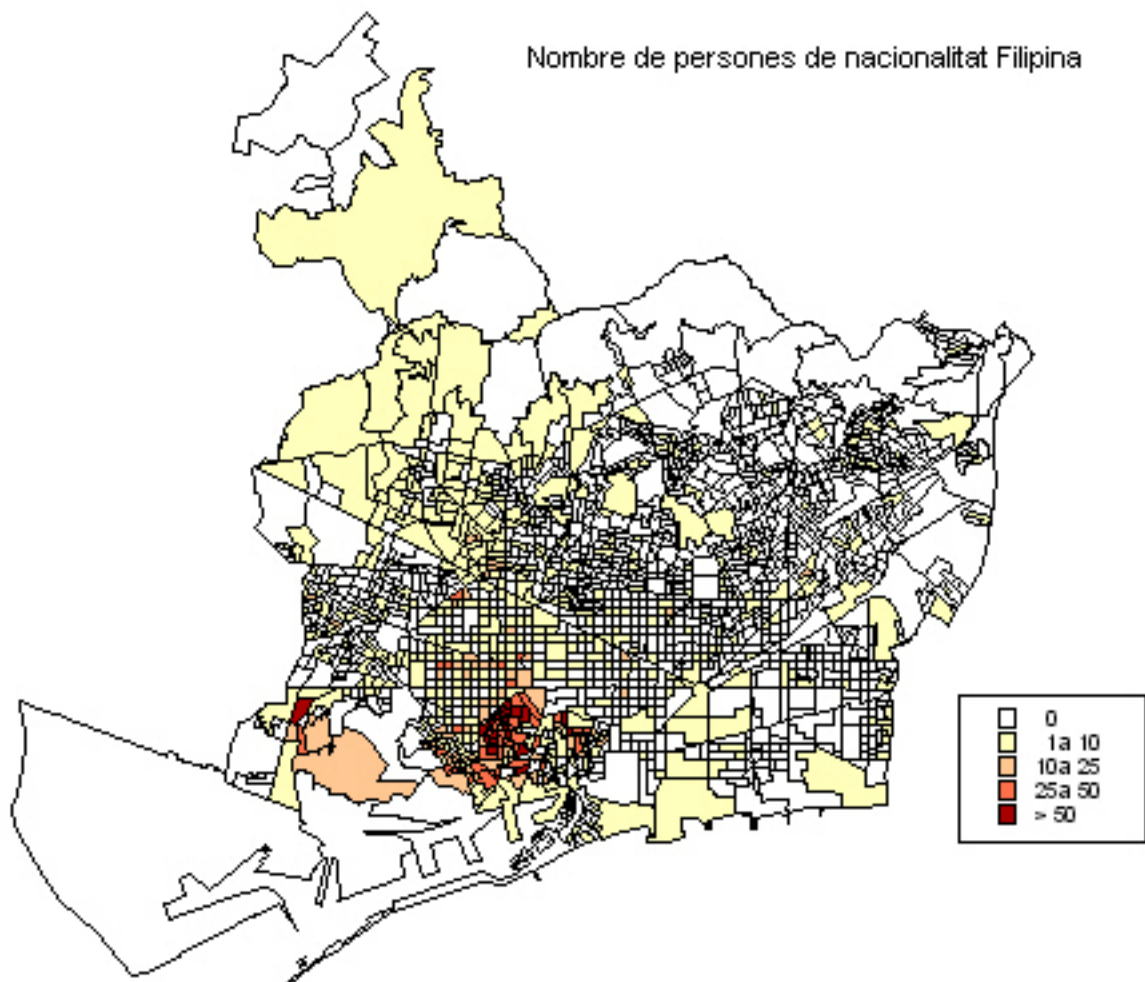 Nombre de persones de nacionalitat Filipina
0
1a 10
10a 25
25a 50
> 50